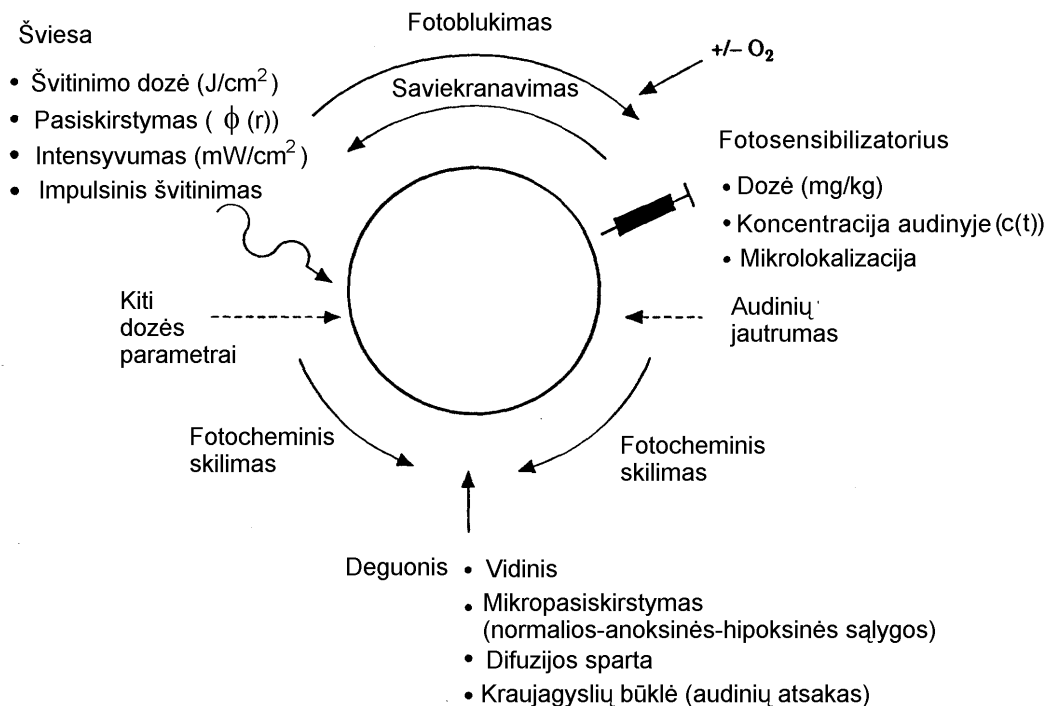 Šviesa
• Švitinimo dozė (J/cm²)
• Pasiskirstymas ( ϕ (r))
• Intensyvumas (mW/cm²)
• Impulsinis švitinimas
Fotoblukimas
Saviekranavimas
+/– O₂
Fotosensibilizatorius
• Dozė (mg/kg)
• Koncentracija audinyje (c(t))
• Mikrolokalizacija
Kiti
dozės
parametrai
Audinių
jautrumas
Fotocheminis
skilimas
Fotocheminis
skilimas
Deguonis • Vidinis
• Mikropasiskirstymas
(normalios-anoksinės-hipoksinės sąlygos)
• Difuzijos sparta
• Kraujagyslių būklė (audinių atsakas)